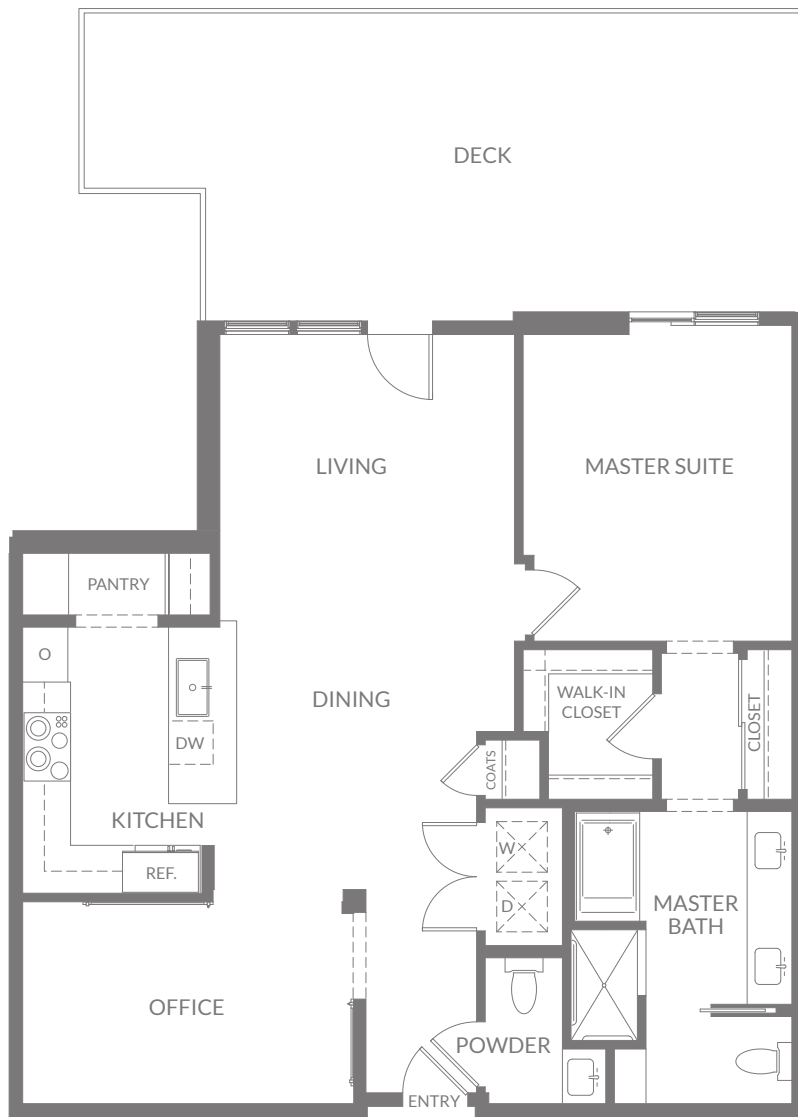 DECK
LIVING
MASTER SUITE
PANTRY
O
DINING
WALK-IN
CLOSET
CLOSET
DW
COATS
KITCHEN
W
REF.
D
MASTER
BATH
OFFICE
POWDER
ENTRY